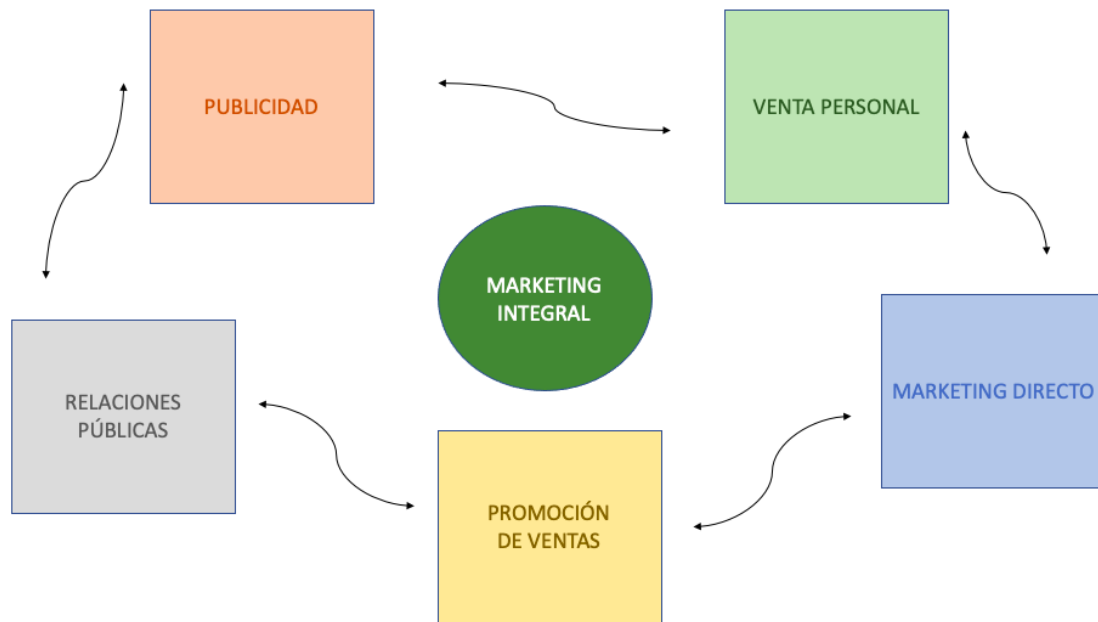 PUBLICIDAD
VENTA PERSONAL
MARKETING
INTEGRAL
RELACIONES
PÚBLICAS
MARKETING DIRECTO
PROMOCIÓN
DE VENTAS